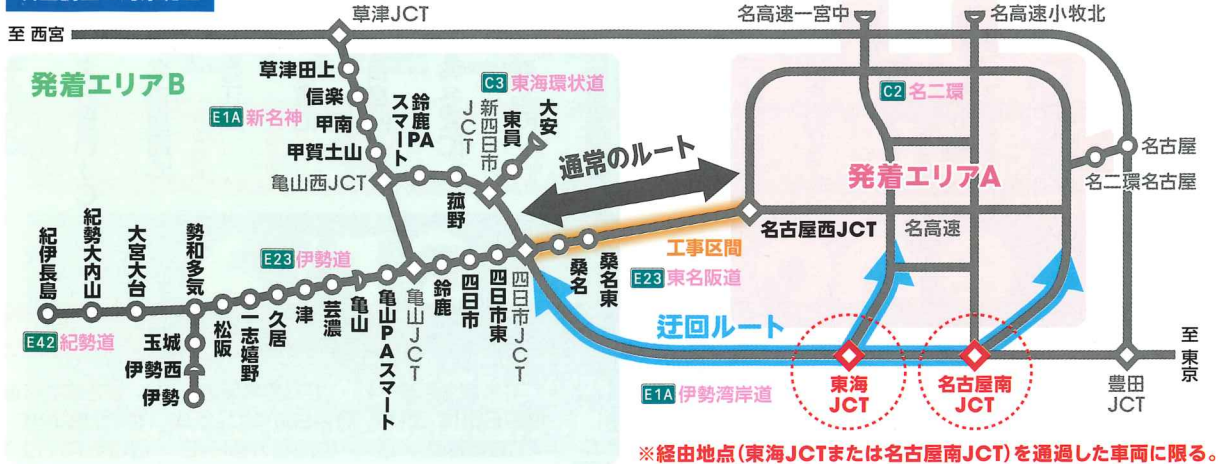 草津JCT
名高速一宮中
名高速小牧北
至 西宮
発着エリアB
草津田上
信楽
甲南
甲賀土山
亀山西JCT
E1A 新名神
鈴鹿PAスマート
菰野
新四日市JCT
東員
大安
C3 東海環状道
通常のルート
C2 名二環
名古屋
名二環名古屋
発着エリアA
名古屋西JCT
名高速
工事区間
E23 東名阪道
桑名東
桑名
四日市JCT
四日市東
四日市
鈴鹿
亀山JCT
亀山PAスマート
亀山
芸濃
津
久居
一志嬉野
松阪
E23 伊勢道
勢和多気
大宮大台
紀勢大内山
紀伊長島
E42 紀勢道
玉城
伊勢西
伊勢
迂回ルート
E1A 伊勢湾岸道
東海JCT
名古屋南JCT
豊田JCT
至 東京
※経由地点(東海JCTまたは名古屋南JCT)を通過した車両に限る。